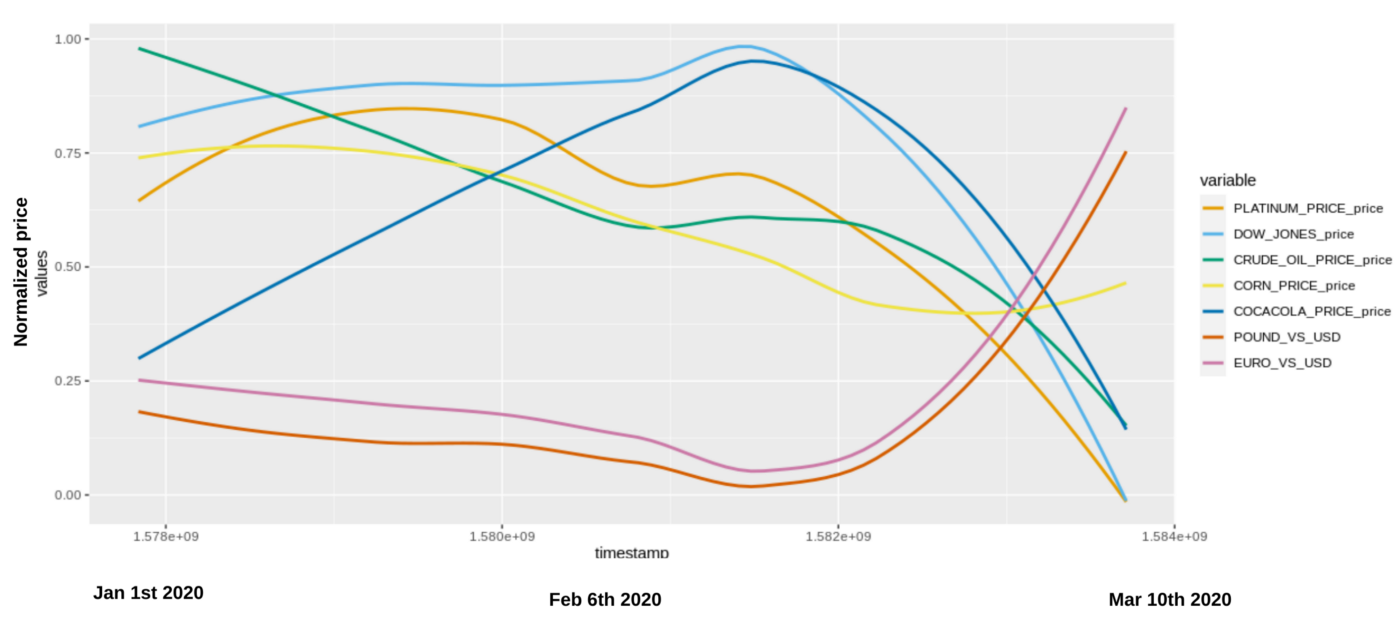 Normalized price
values
1.00
0.75
0.50
0.25
0.00
1.578e+09
1.580e+09
1.582e+09
1.584e+09
timestamp
variable
PLATINUM_PRICE_price
DOW_JONES_price
CRUDE_OIL_PRICE_price
CORN_PRICE_price
COCACOLA_PRICE_price
POUND_VS_USD
EURO_VS_USD
Jan 1st 2020
Feb 6th 2020
Mar 10th 2020